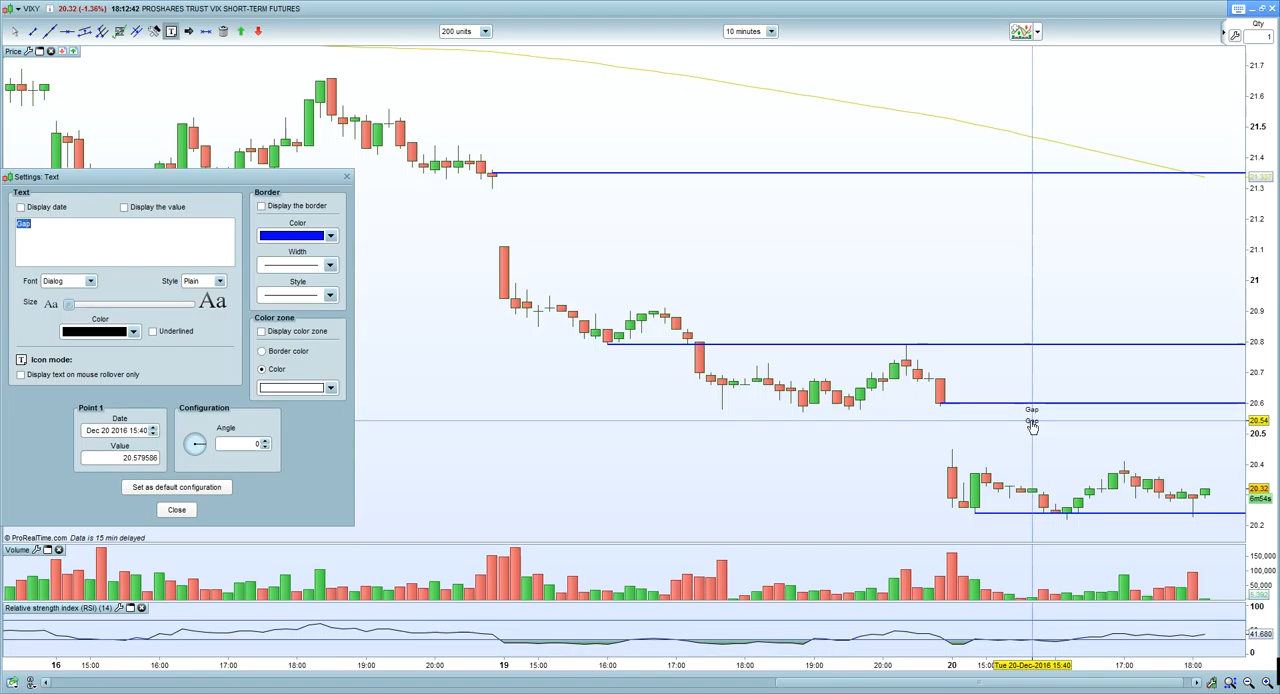 VIXY 20.32 (-1.36%) 18:12:42 PROSHARES TRUST VIX SHORT-TERM FUTURES
200 units
10 minutes
Qty
1
Price
21.7
21.6
21.5
21.4
21.337
21.3
21.2
21.1
21
20.9
20.8
20.7
20.6
20.54
20.5
20.4
20.32
6m54s
20.2
Settings: Text
Text
Display date
Display the value
Gap
Font Dialog
Style Plain
Size Aa Aa
Color
Underlined
Icon mode:
Display text on mouse rollover only
Border
Display the border
Color
Width
Style
Color zone
Display color zone
Border color
Color
Point 1
Date
Dec 20 2016 15:40
Value
20.579586
Configuration
Angle
0
Set as default configuration
Close
Gap
Gap
© ProRealTime.com Data is 15 min delayed
Volume
150,000
100,000
50,000
5,392
Relative strength index (RSI) (14)
100
41.680
0
16 15:00 16:00 17:00 18:00 19:00 20:00 19 15:00 16:00 17:00 18:00 19:00 20:00 20 15:00 Tue 20-Dec-2016 15:40 17:00 18:00